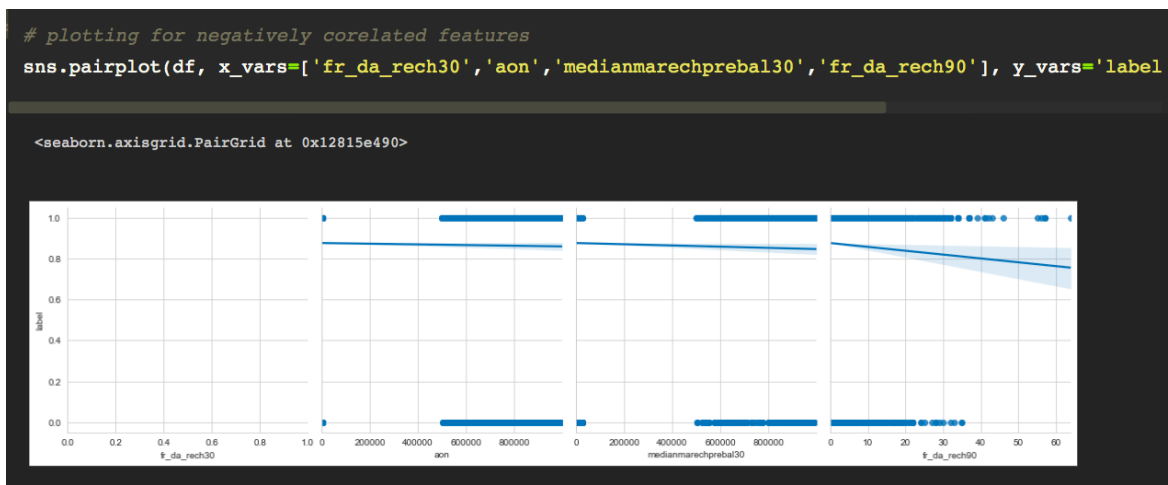 # plotting for negatively corelated features
sns.pairplot(df, x_vars=['fr_da_rech30','aon','medianmarechprebal30','fr_da_rech90'], y_vars='label
<seaborn.axisgrid.PairGrid at 0x12815e490>
1.0
0.8
0.6
0.4
0.2
0.0
label
0.0 0.2 0.4 0.6 0.8 1.0 0 200000 400000 600000 800000 0 200000 400000 600000 800000 0 10 20 30 40 50 60
fr_da_rech30 aon medianmarechprebal30 fr_da_rech90